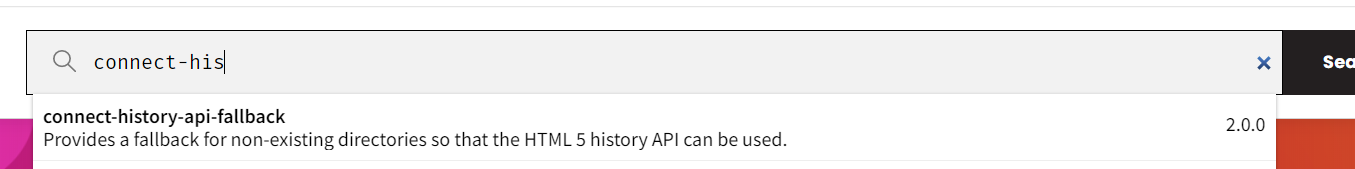 connect-his
Sea
connect-history-api-fallback
2.0.0
Provides a fallback for non-existing directories so that the HTML 5 history API can be used.